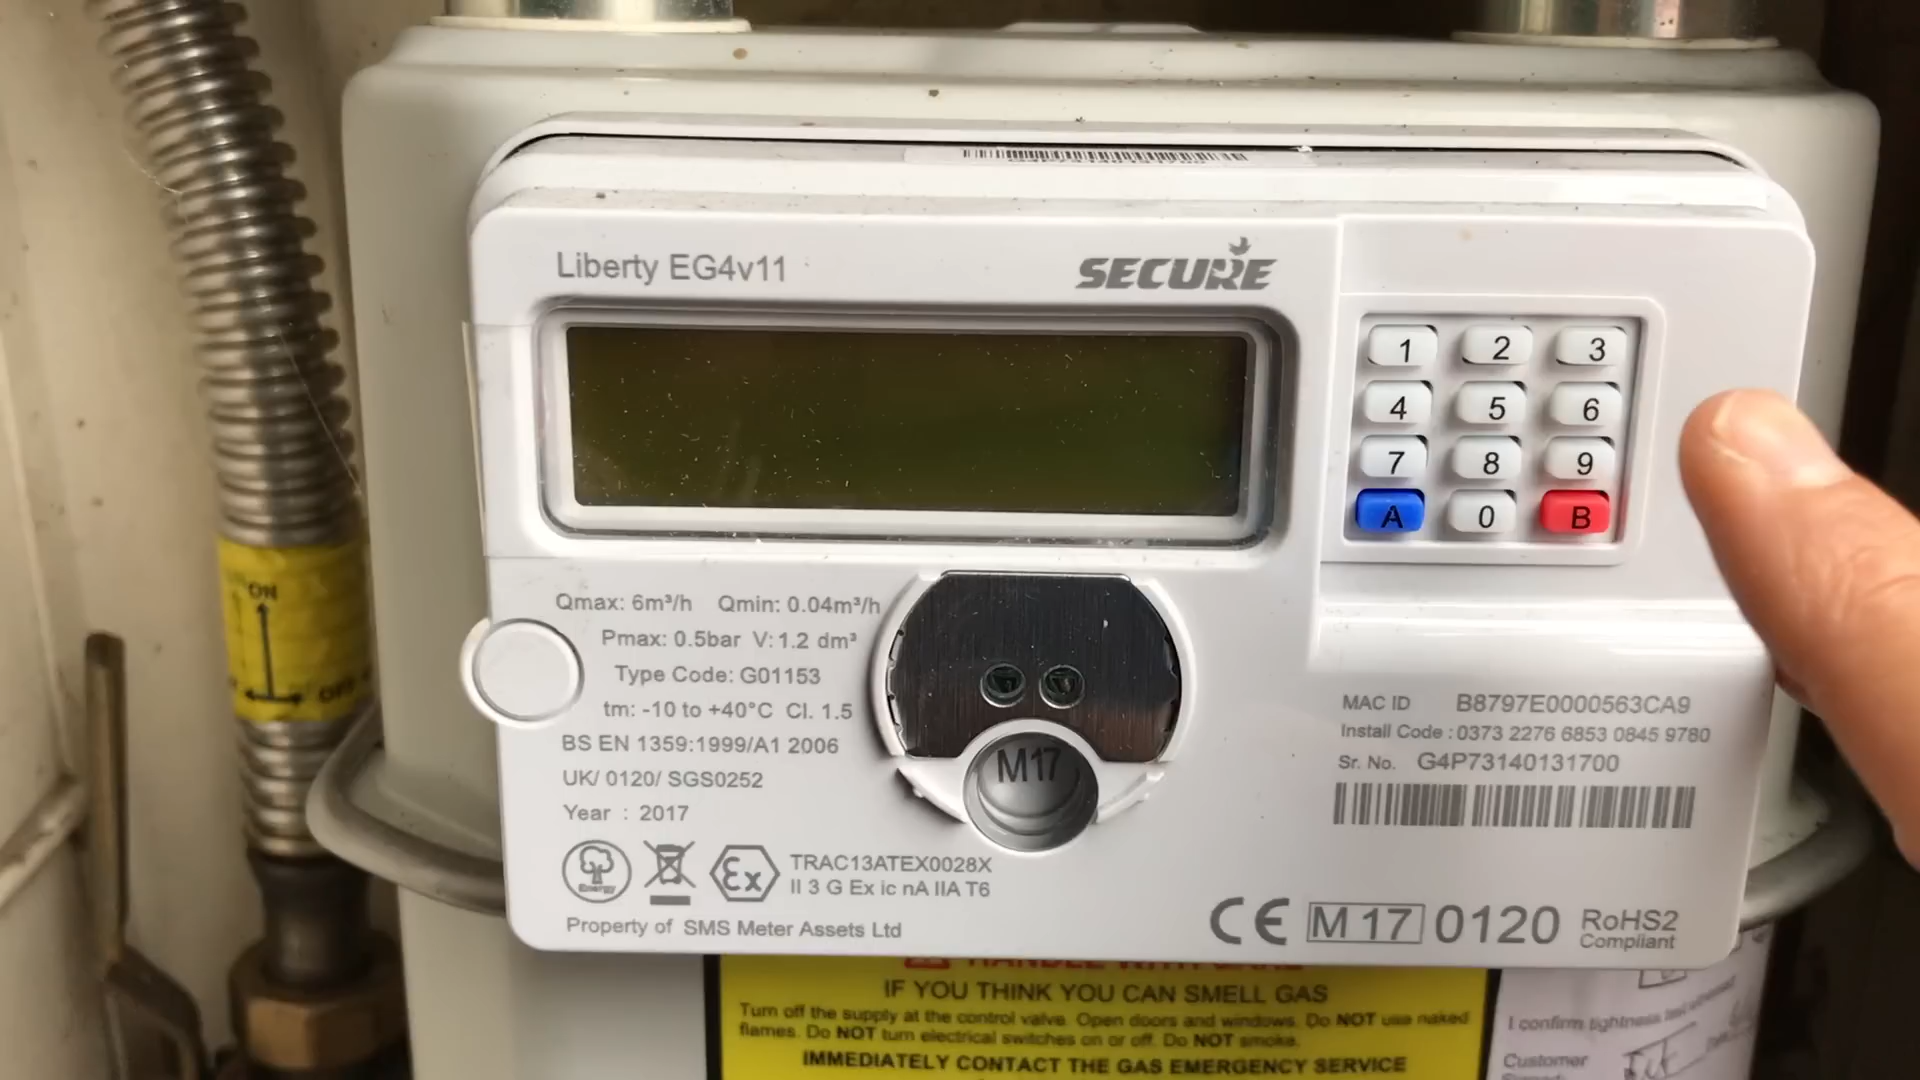 Liberty EG4v11
SECURE
1 2 3
4 5 6
7 8 9
A 0 B
ON
Qmax: 6m³/h Qmin: 0.04m³/h
Pmax: 0.5bar V: 1.2 dm³
Type Code: G01153
tm: -10 to +40°C Cl. 1.5
BS EN 1359:1999/A1 2006
UK/ 0120/ SGS0252
Year : 2017
Energy
Ex
TRAC13ATEX0028X
II 3 G Ex ic nA IIA T6
Property of SMS Meter Assets Ltd
M17
MAC ID B8797E0000563CA9
Install Code : 0373 2276 6853 0845 9780
Sr. No. G4P73140131700
CE M 17 0120 RoHS2
Compliant
HANDLE WITH CARE
IF YOU THINK YOU CAN SMELL GAS
Turn off the supply at the control valve. Open doors and windows. Do NOT use naked
flames. Do NOT turn electrical switches on or off. Do NOT smoke.
IMMEDIATELY CONTACT THE GAS EMERGENCY SERVICE
I confirm tightness test
Customer